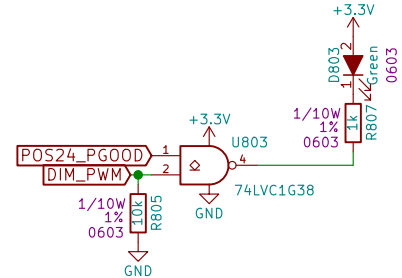 +3.3V
2
D803
Green
0603
1
1/10W
1%
0603
1k
R807
+3.3V
U803
POS24_PGOOD
1
4
DIM_PWM
2
74LVC1G38
GND
1/10W
1%
0603
10k
R805
GND